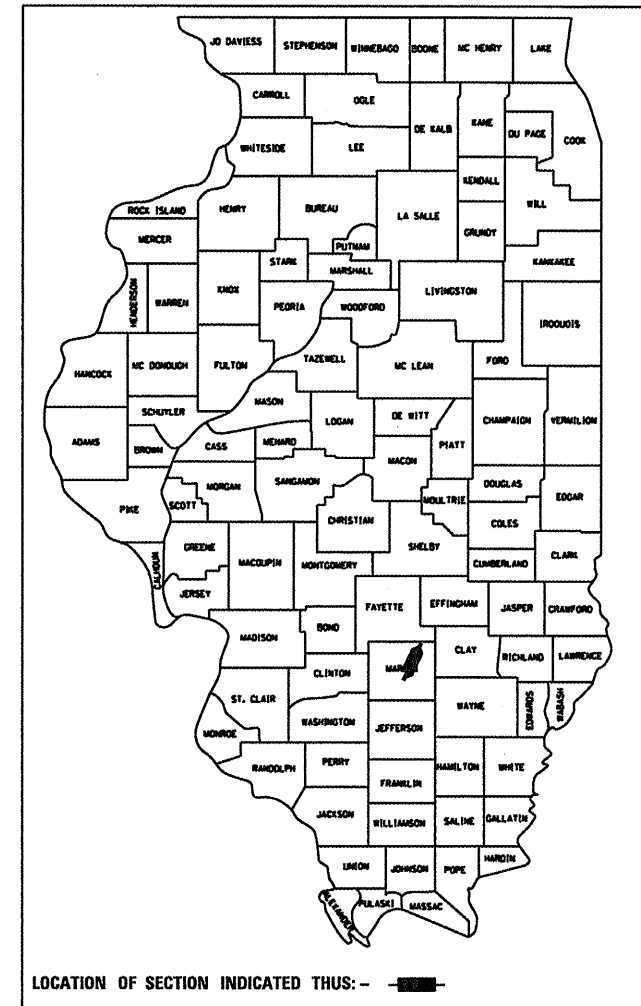 JO DAVIESS STEPHENSON WINNEBAGO BOONE MC HENRY LAKE
CARROLL OGLE DE KALB KANE DU PAGE COOK
WHITESIDE LEE
KENDALL
ROCK ISLAND HENRY BUREAU LA SALLE GRUNDY WILL
MERCER PUTNAM
STARK MARSHALL KANKAKEE
HENDERSON WARREN KNOX PEORIA WOODFORD LIVINGSTON IROQUOIS
HANCOCK MC DONOUGH FULTON TAZEWELL MC LEAN FORD
SCHUYLER MASON LOGAN DE WITT CHAMPAIGN VERMILION
ADAMS BROWN CASS MENARD MACON PIATT
PIKE SCOTT MORGAN SANGAMON CHRISTIAN MOULTRIE DOUGLAS EDGAR
COLES
CALHOUN GREENE MACOUPIN MONTGOMERY SHELBY CUMBERLAND CLARK
JERSEY FAYETTE EFFINGHAM JASPER CRAWFORD
MADISON BOND CLAY RICHLAND LAWRENCE
CLINTON
ST. CLAIR WASHINGTON JEFFERSON WAYNE EDWARDS WABASH
MONROE
RANDOLPH PERRY FRANKLIN HAMILTON WHITE
JACKSON WILLIAMSON SALINE GALLATIN
UNION JOHNSON POPE HARDIN
ALEXANDER PULASKI MASSAC
LOCATION OF SECTION INDICATED THUS: -